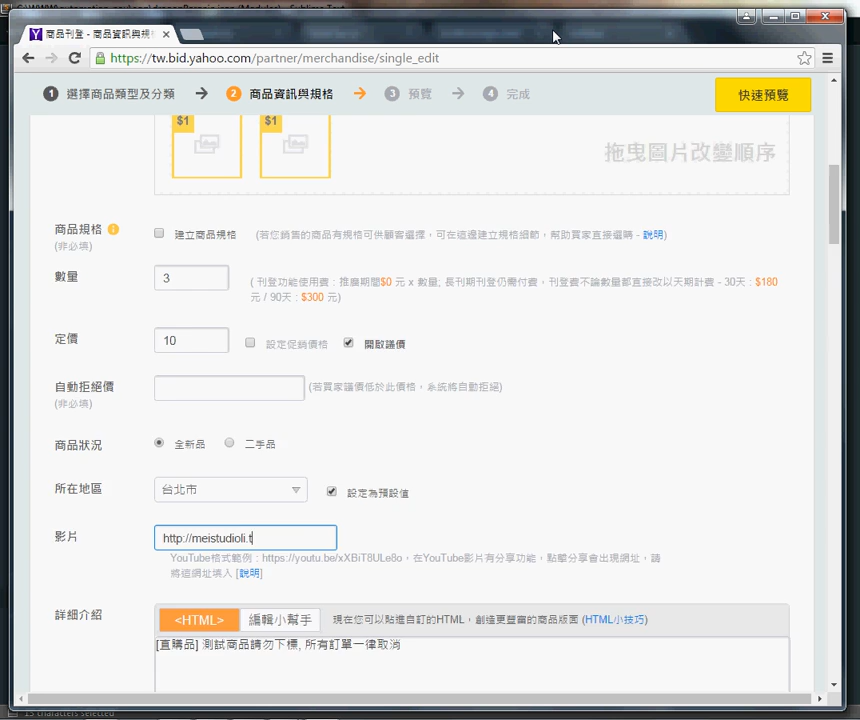 商品刊登 - 商品資訊與規格
https://tw.bid.yahoo.com/partner/merchandise/single_edit
1 選擇商品類型及分類 → 2 商品資訊與規格 → 3 預覽 → 4 完成
快速預覽
$1 $1
拖曳圖片改變順序
商品規格
(非必填)
建立商品規格 (若您銷售的商品有規格可供顧客選擇，可在這邊建立規格細節，幫助買家直接選購 - 說明)
數量 3 ( 刊登功能使用費 : 推廣期間$0 元 x 數量; 長刊期刊登仍需付費，刊登費不論數量都直接改以天期計費 - 30天 : $180
元 / 90天 : $300 元)
定價 10 設定促銷價格 開啟議價
自動拒絕價 (若買家議價低於此價格，系統將自動拒絕)
(非必填)
商品狀況 全新品 二手品
所在地區 台北市 設定為預設值
影片 http://meistudioli.t
YouTube格式範例 : https://youtu.be/xXBiT8ULe8o，在YouTube影片有分享功能，點擊分享會出現網址，請
將這網址填入 [說明]
詳細介紹 <HTML> 編輯小幫手 現在您可以貼進自訂的HTML，創造更豐富的商品版面 (HTML小技巧)
[直購品] 測試商品請勿下標, 所有訂單一律取消
15 characters selected